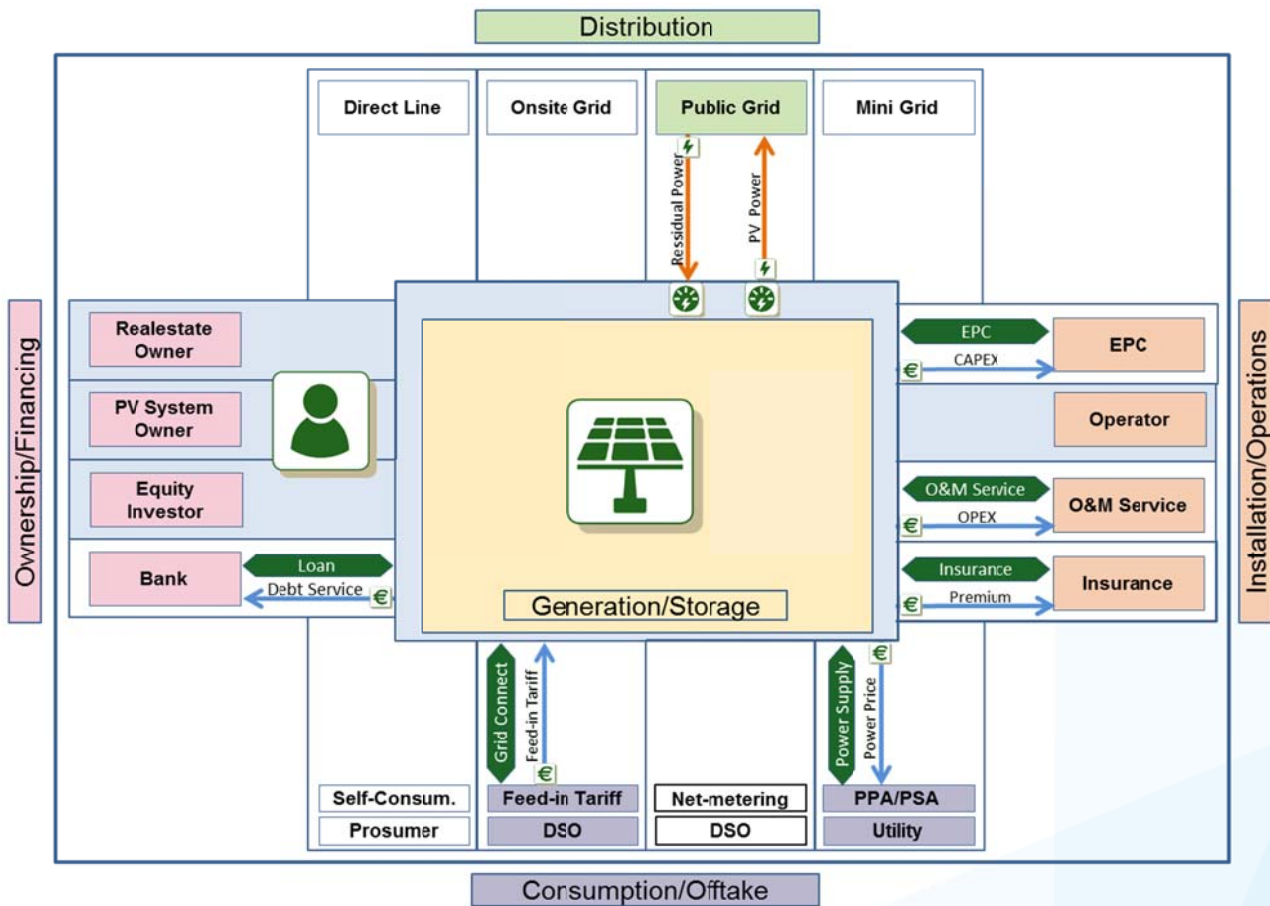 Distribution
Direct Line
Onsite Grid
Public Grid
Mini Grid
Ressidual Power
PV Power
Ownership/Financing
Realestate
Owner
PV System
Owner
Equity
Investor
Bank
Loan
Debt Service
€
Generation/Storage
EPC
€
CAPEX
EPC
Operator
O&M Service
€
OPEX
O&M Service
Insurance
€
Premium
Insurance
Installation/Operations
Grid Connect
Feed-in Tariff
€
Power Supply
€
Power Price
Self-Consum.
Prosumer
Feed-in Tariff
DSO
Net-metering
DSO
PPA/PSA
Utility
Consumption/Offtake